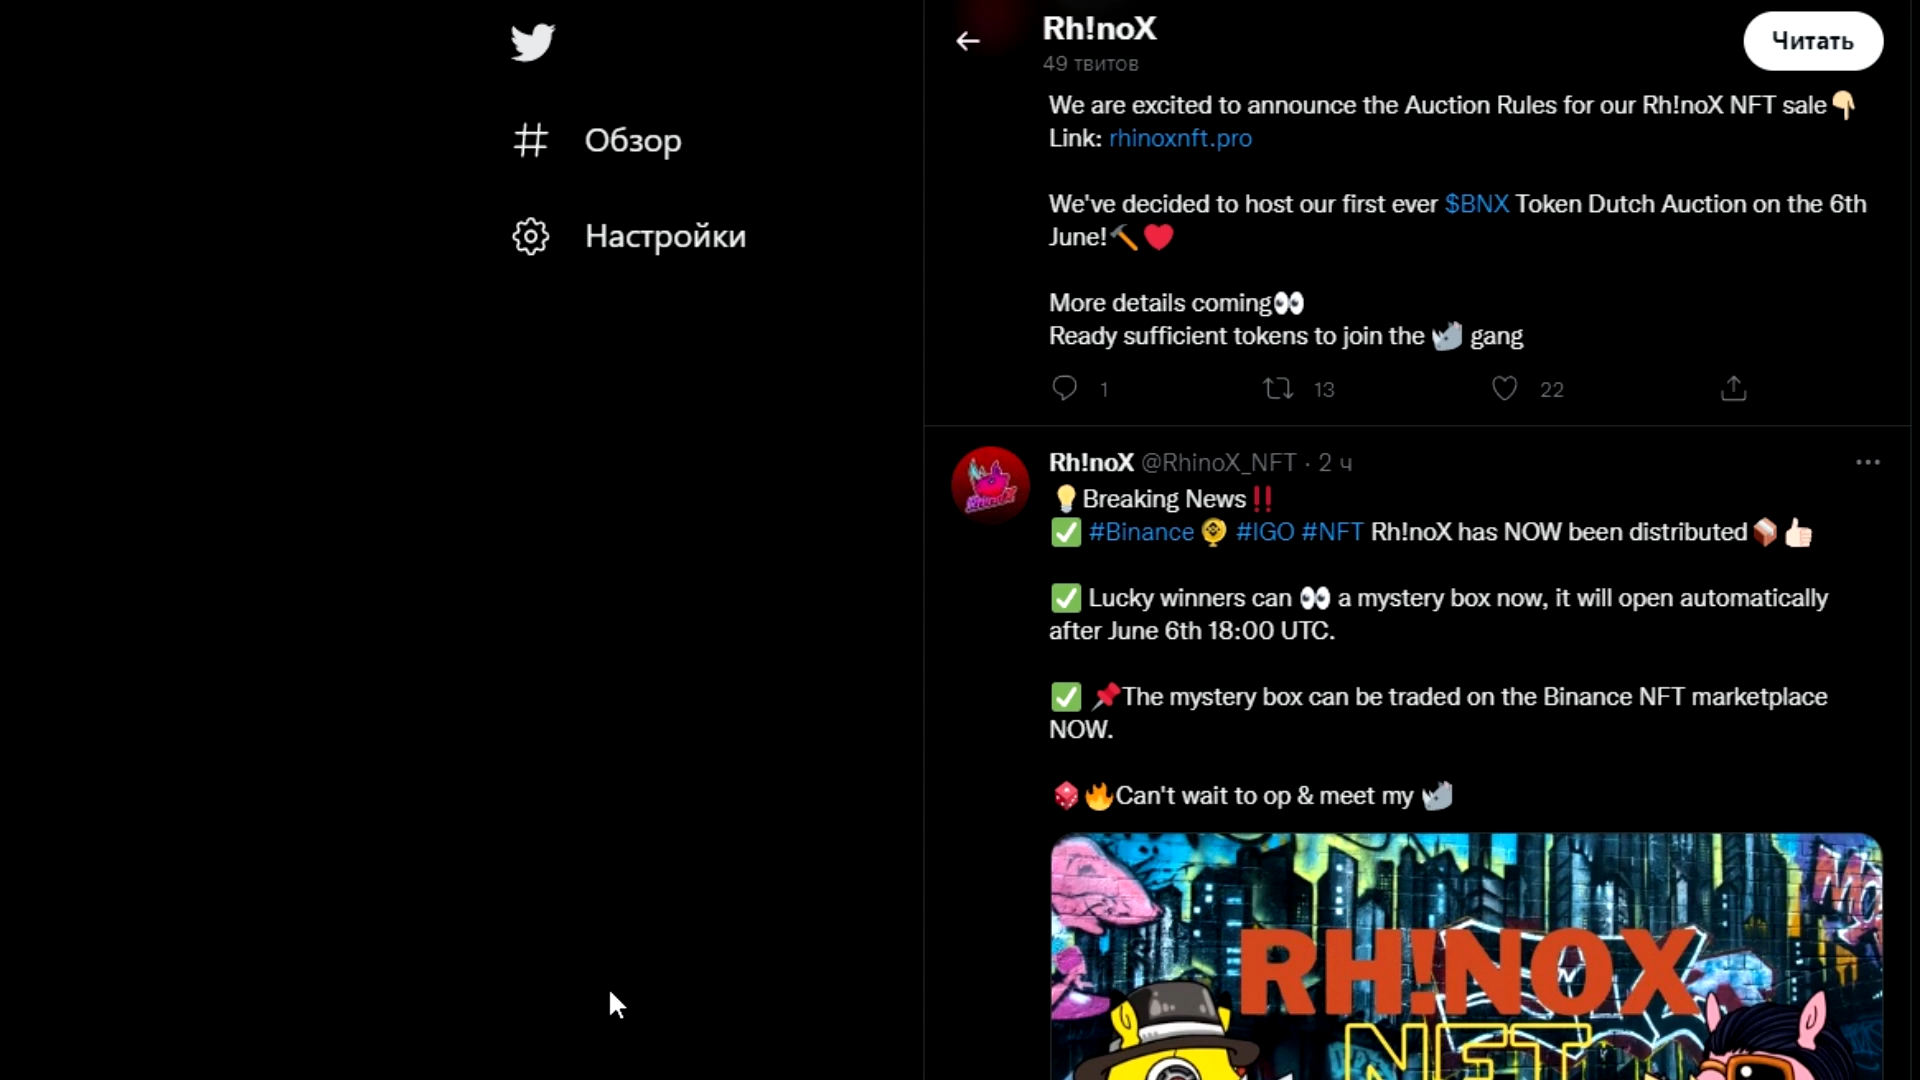 Обзор
Настройки
Rh!noX
49 твитов
Читать
We are excited to announce the Auction Rules for our Rh!noX NFT sale👇🏻
Link: rhinoxnft.pro
We've decided to host our first ever $BNX Token Dutch Auction on the 6th
June!🔨❤️
More details coming👀
Ready sufficient tokens to join the 🦏 gang
1 13 22
Rh!noX @RhinoX_NFT · 2 ч
💡Breaking News‼️
✅ #Binance #IGO #NFT Rh!noX has NOW been distributed👍🏻
✅ Lucky winners can 👀 a mystery box now, it will open automatically
after June 6th 18:00 UTC.
✅ 📌The mystery box can be traded on the Binance NFT marketplace
NOW.
🎲🔥Can't wait to op & meet my 🦏
RH!NOX
NFT